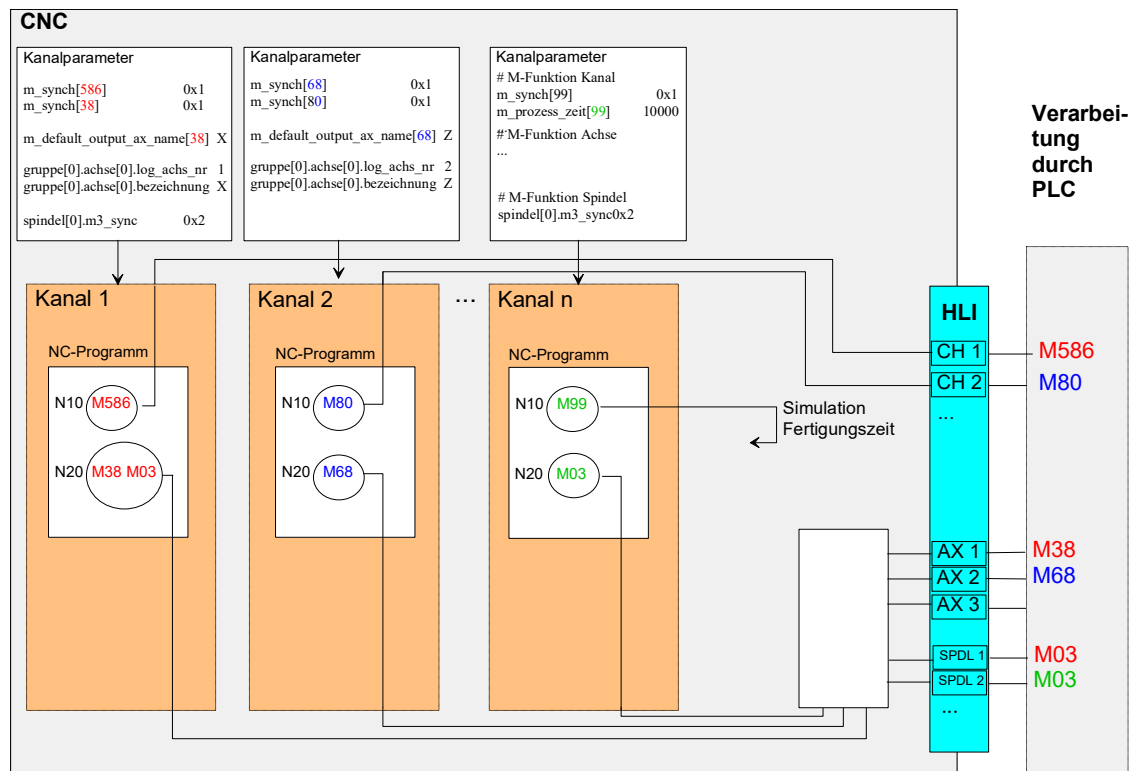 CNC
Kanalparameter
m_synch[586] 0x1
m_synch[38] 0x1
m_default_output_ax_name[38] X
gruppe[0].achse[0].log_achs_nr 1
gruppe[0].achse[0].bezeichnung X
spindel[0].m3_sync 0x2
Kanalparameter
m_synch[68] 0x1
m_synch[80] 0x1
m_default_output_ax_name[68] Z
gruppe[0].achse[0].log_achs_nr 2
gruppe[0].achse[0].bezeichnung Z
Kanalparameter
# M-Funktion Kanal
m_synch[99] 0x1
m_prozess_zeit[99] 10000
# M-Funktion Achse
...
# M-Funktion Spindel
spindel[0].m3_sync0x2
Verarbei-
tung
durch
PLC
Kanal 1
NC-Programm
N10 M586
N20 M38 M03
Kanal 2
NC-Programm
N10 M80
N20 M68
...
Kanal n
NC-Programm
N10 M99
N20 M03
Simulation
Fertigungszeit
HLI
CH 1
CH 2
...
AX 1
AX 2
AX 3
SPDL 1
SPDL 2
...
M586
M80
M38
M68
M03
M03